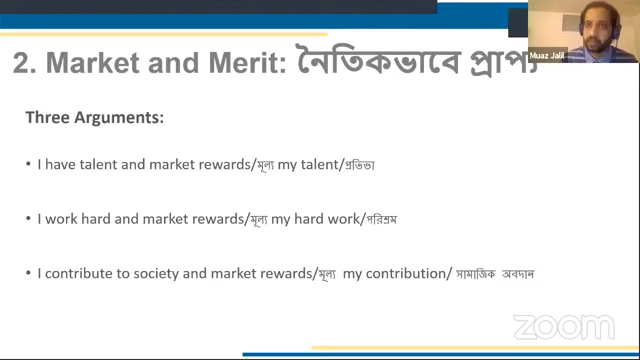 Muaz Jalil
2. Market and Merit: নৈতিকভাবে প্রাপ্য
Three Arguments:
• I have talent and market rewards/মূল্য my talent/প্রতিভা
• I work hard and market rewards/মূল্য my hard work/পরিশ্রম
• I contribute to society and market rewards/মূল্য my contribution/ সামাজিক অবদান
zoom